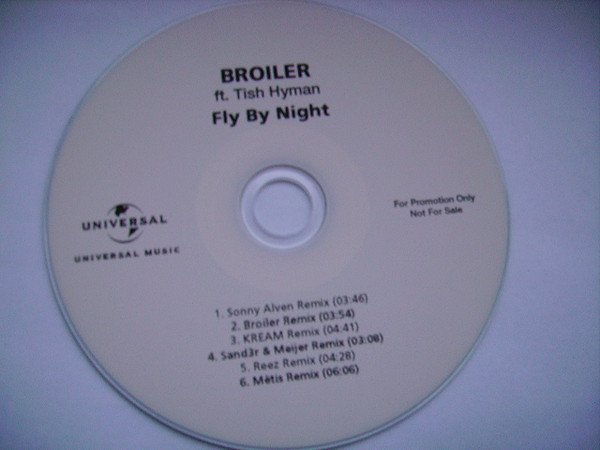 BROILER
ft. Tish Hyman
Fly By Night
UNIVERSAL
UNIVERSAL MUSIC
For Promotion Only
Not For Sale
1. Sonny Alven Remix (03:46)
2. Broiler Remix (03:54)
3. KREAM Remix (04:41)
4. Sand3r & Meijer Remix (03:08)
5. Reez Remix (04:28)
6. Mètis Remix (06:06)